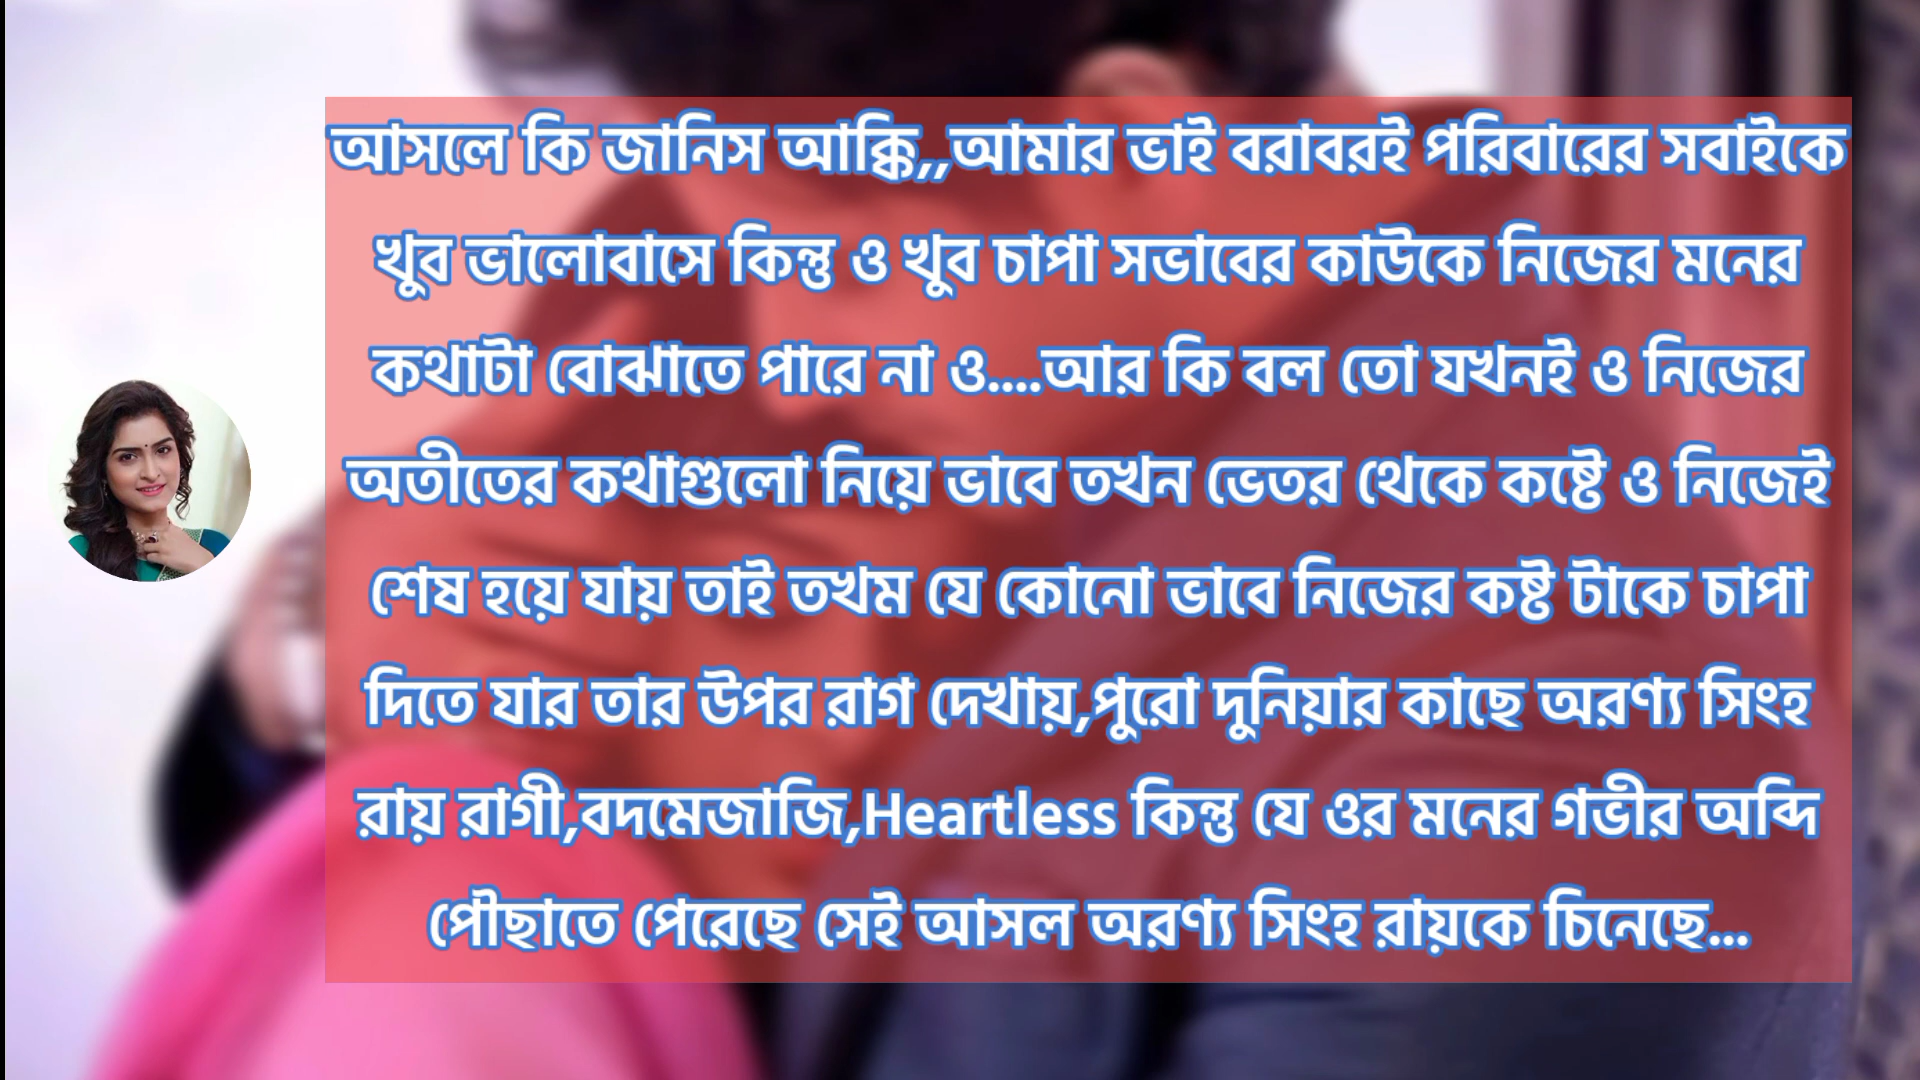 আসলে কি জানিস আক্কি,,আমার ভাই বরাবরই পরিবারের সবাইকে
খুব ভালোবাসে কিন্তু ও খুব চাপা সভাবের কাউকে নিজের মনের
কথাটা বোঝাতে পারে না ও....আর কি বল তো যখনই ও নিজের
অতীতের কথাগুলো নিয়ে ভাবে তখন ভেতর থেকে কষ্টে ও নিজেই
শেষ হয়ে যায় তাই তখম যে কোনো ভাবে নিজের কষ্ট টাকে চাপা
দিতে যার তার উপর রাগ দেখায়,পুরো দুনিয়ার কাছে অরণ্য সিংহ
রায় রাগী,বদমেজাজি,Heartless কিন্তু যে ওর মনের গভীর অব্দি
পৌছাতে পেরেছে সেই আসল অরণ্য সিংহ রায়কে চিনেছে...